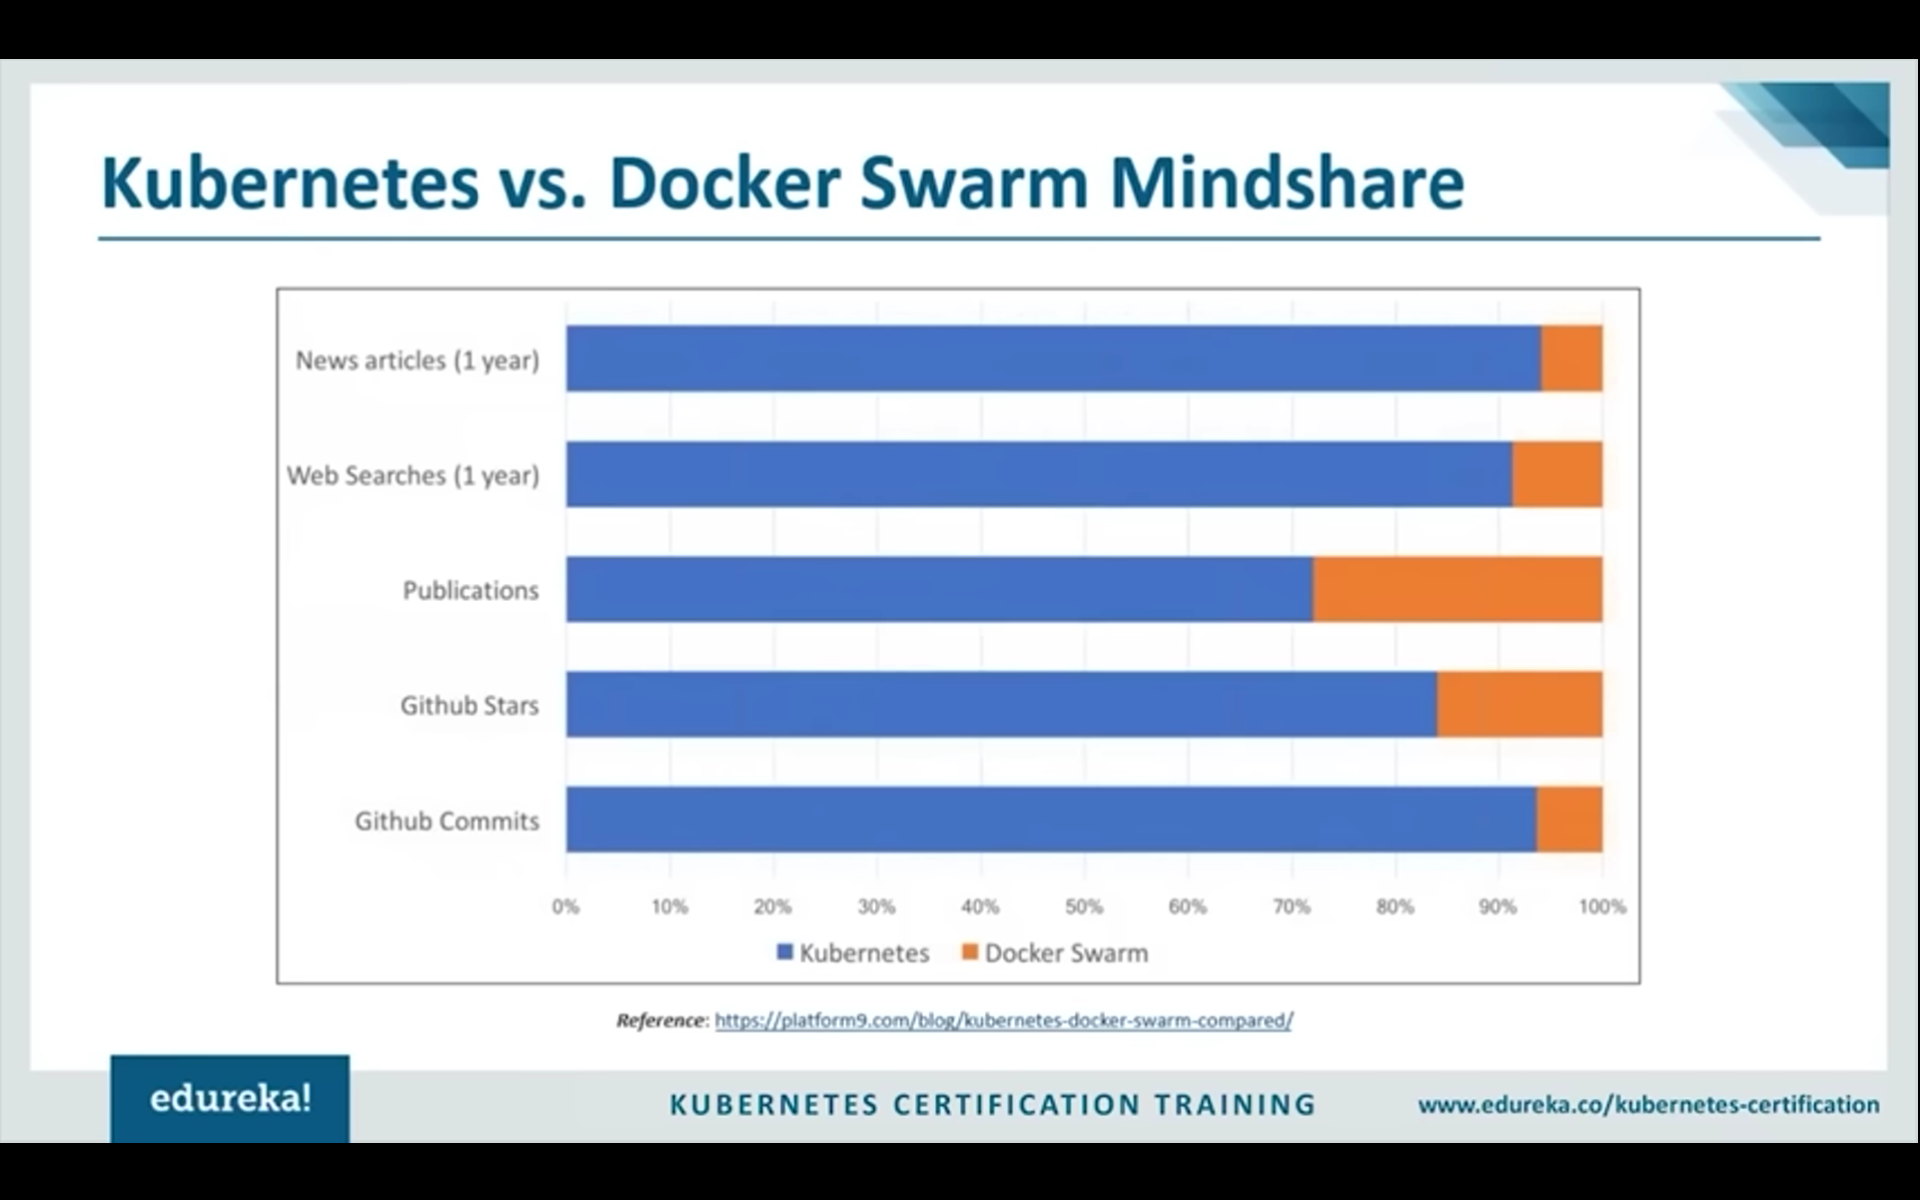 Kubernetes vs. Docker Swarm Mindshare
News articles (1 year)
Web Searches (1 year)
Publications
Github Stars
Github Commits
0% 10% 20% 30% 40% 50% 60% 70% 80% 90% 100%
Kubernetes Docker Swarm
Reference: https://platform9.com/blog/kubernetes-docker-swarm-compared/
edureka! KUBERNETES CERTIFICATION TRAINING www.edureka.co/kubernetes-certification